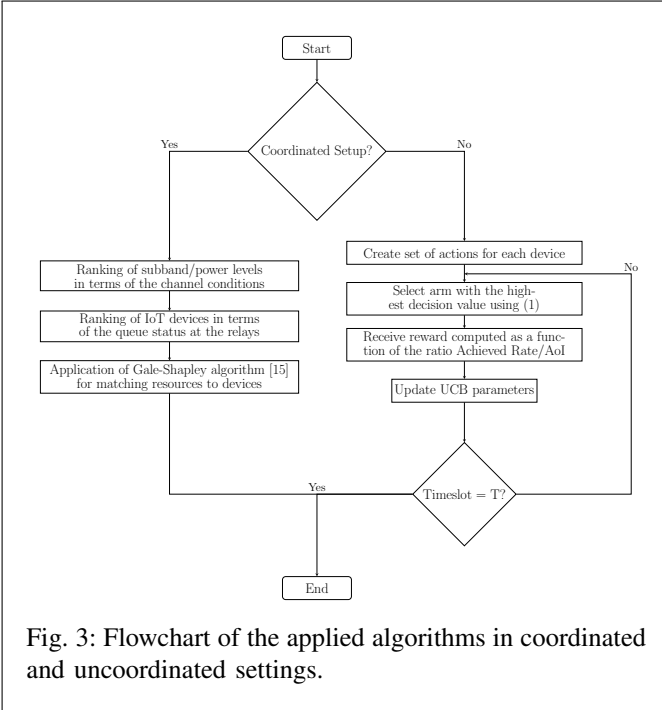 Start
Coordinated Setup?
Yes
No
Ranking of subband/power levels
in terms of the channel conditions
Ranking of IoT devices in terms
of the queue status at the relays
Application of Gale-Shapley algorithm [15]
for matching resources to devices
Create set of actions for each device
No
Select arm with the high-
est decision value using (1)
Receive reward computed as a func-
tion of the ratio Achieved Rate/AoI
Update UCB parameters
Yes
Timeslot = T?
End
Fig. 3: Flowchart of the applied algorithms in coordinated
and uncoordinated settings.